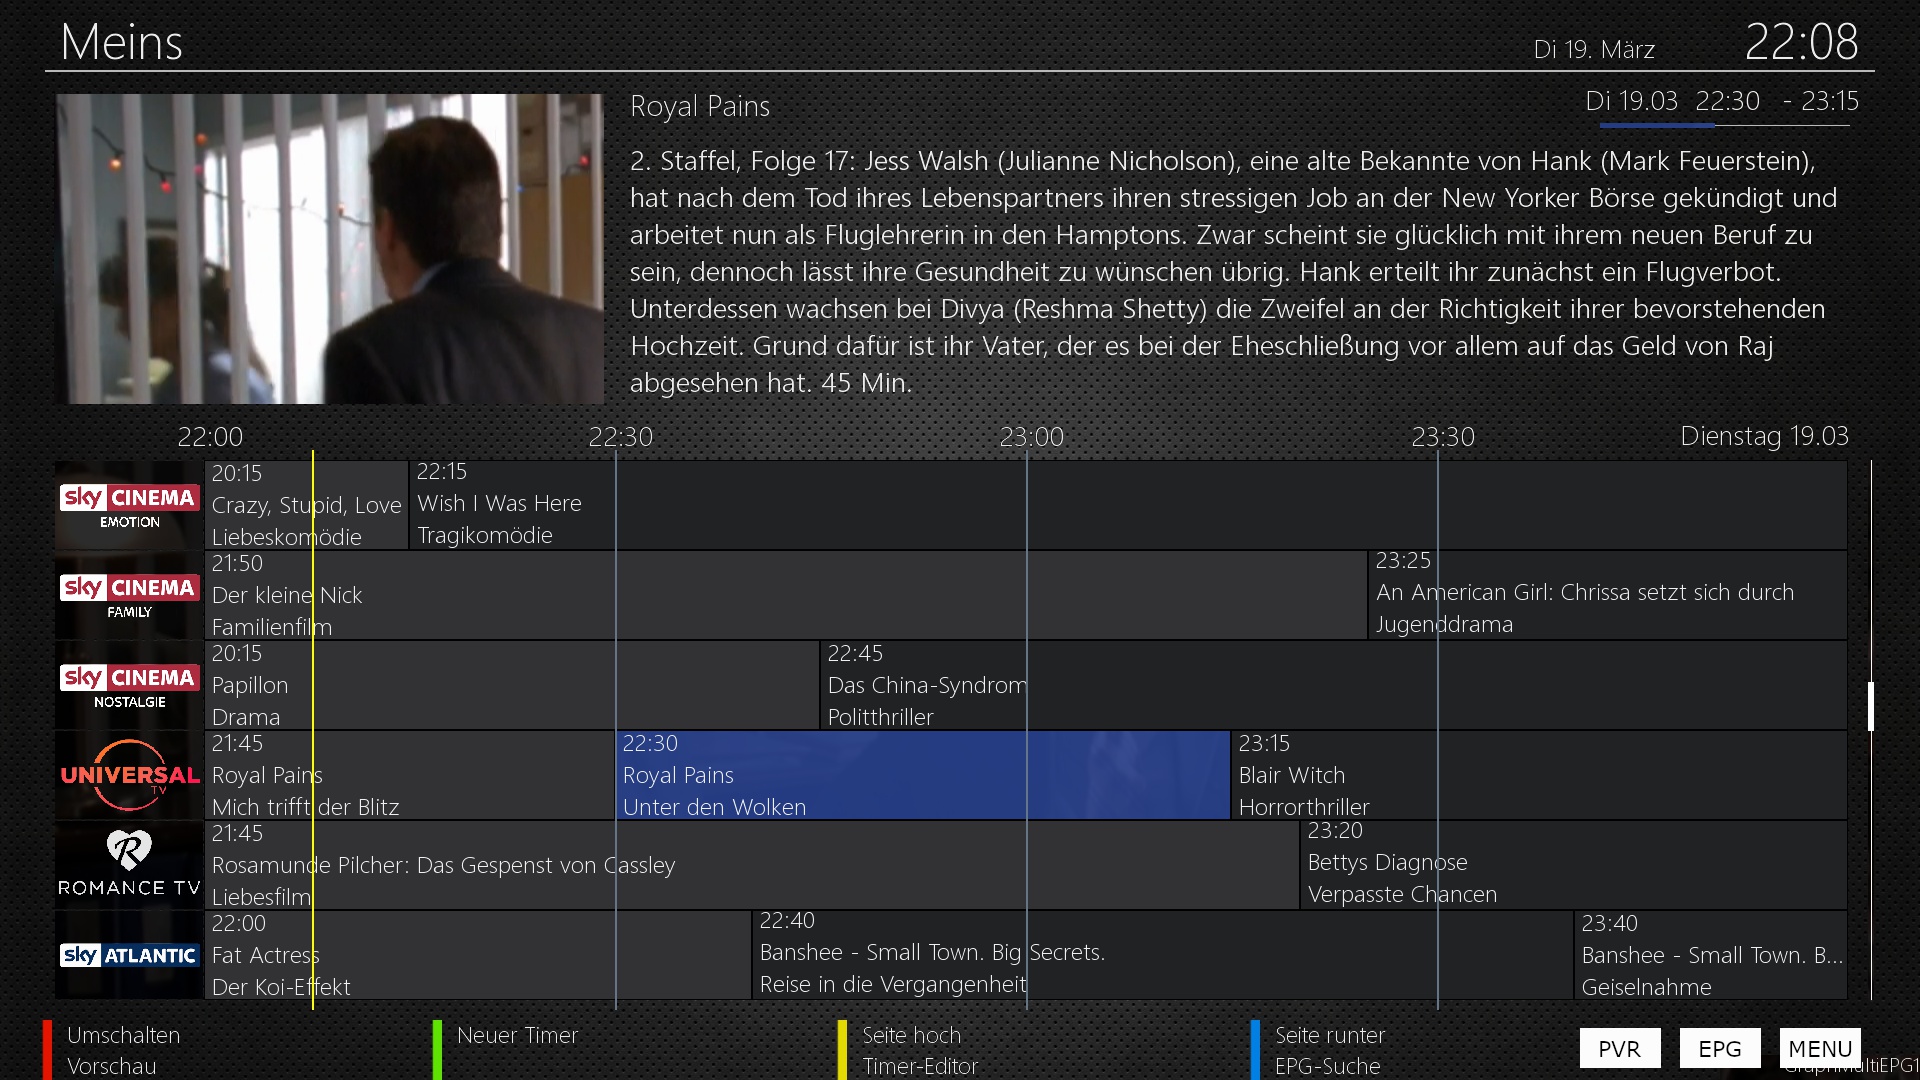 Meins
Di 19. März
22:08
Royal Pains
Di 19.03 22:30 - 23:15
2. Staffel, Folge 17: Jess Walsh (Julianne Nicholson), eine alte Bekannte von Hank (Mark Feuerstein),
hat nach dem Tod ihres Lebenspartners ihren stressigen Job an der New Yorker Börse gekündigt und
arbeitet nun als Fluglehrerin in den Hamptons. Zwar scheint sie glücklich mit ihrem neuen Beruf zu
sein, dennoch lässt ihre Gesundheit zu wünschen übrig. Hank erteilt ihr zunächst ein Flugverbot.
Unterdessen wachsen bei Divya (Reshma Shetty) die Zweifel an der Richtigkeit ihrer bevorstehenden
Hochzeit. Grund dafür ist ihr Vater, der es bei der Eheschließung vor allem auf das Geld von Raj
abgesehen hat. 45 Min.
22:00
22:30
23:00
23:30
Dienstag 19.03
sky CINEMA
EMOTION
20:15
Crazy, Stupid, Love
Liebeskomödie
22:15
Wish I Was Here
Tragikomödie
sky CINEMA
FAMILY
21:50
Der kleine Nick
Familienfilm
23:25
An American Girl: Chrissa setzt sich durch
Jugenddrama
sky CINEMA
NOSTALGIE
20:15
Papillon
Drama
22:45
Das China-Syndrom
Politthriller
UNIVERSAL
TV
21:45
Royal Pains
Mich trifft der Blitz
22:30
Royal Pains
Unter den Wolken
23:15
Blair Witch
Horrorthriller
R
ROMANCE TV
21:45
Rosamunde Pilcher: Das Gespenst von Cassley
Liebesfilm
23:20
Bettys Diagnose
Verpasste Chancen
sky ATLANTIC
22:00
Fat Actress
Der Koi-Effekt
22:40
Banshee - Small Town. Big Secrets.
Reise in die Vergangenheit
23:40
Banshee - Small Town. B...
Geiselnahme
Umschalten
Vorschau
Neuer Timer
Seite hoch
Timer-Editor
Seite runter
EPG-Suche
PVR
EPG
MENU
GraphMultiEPG1